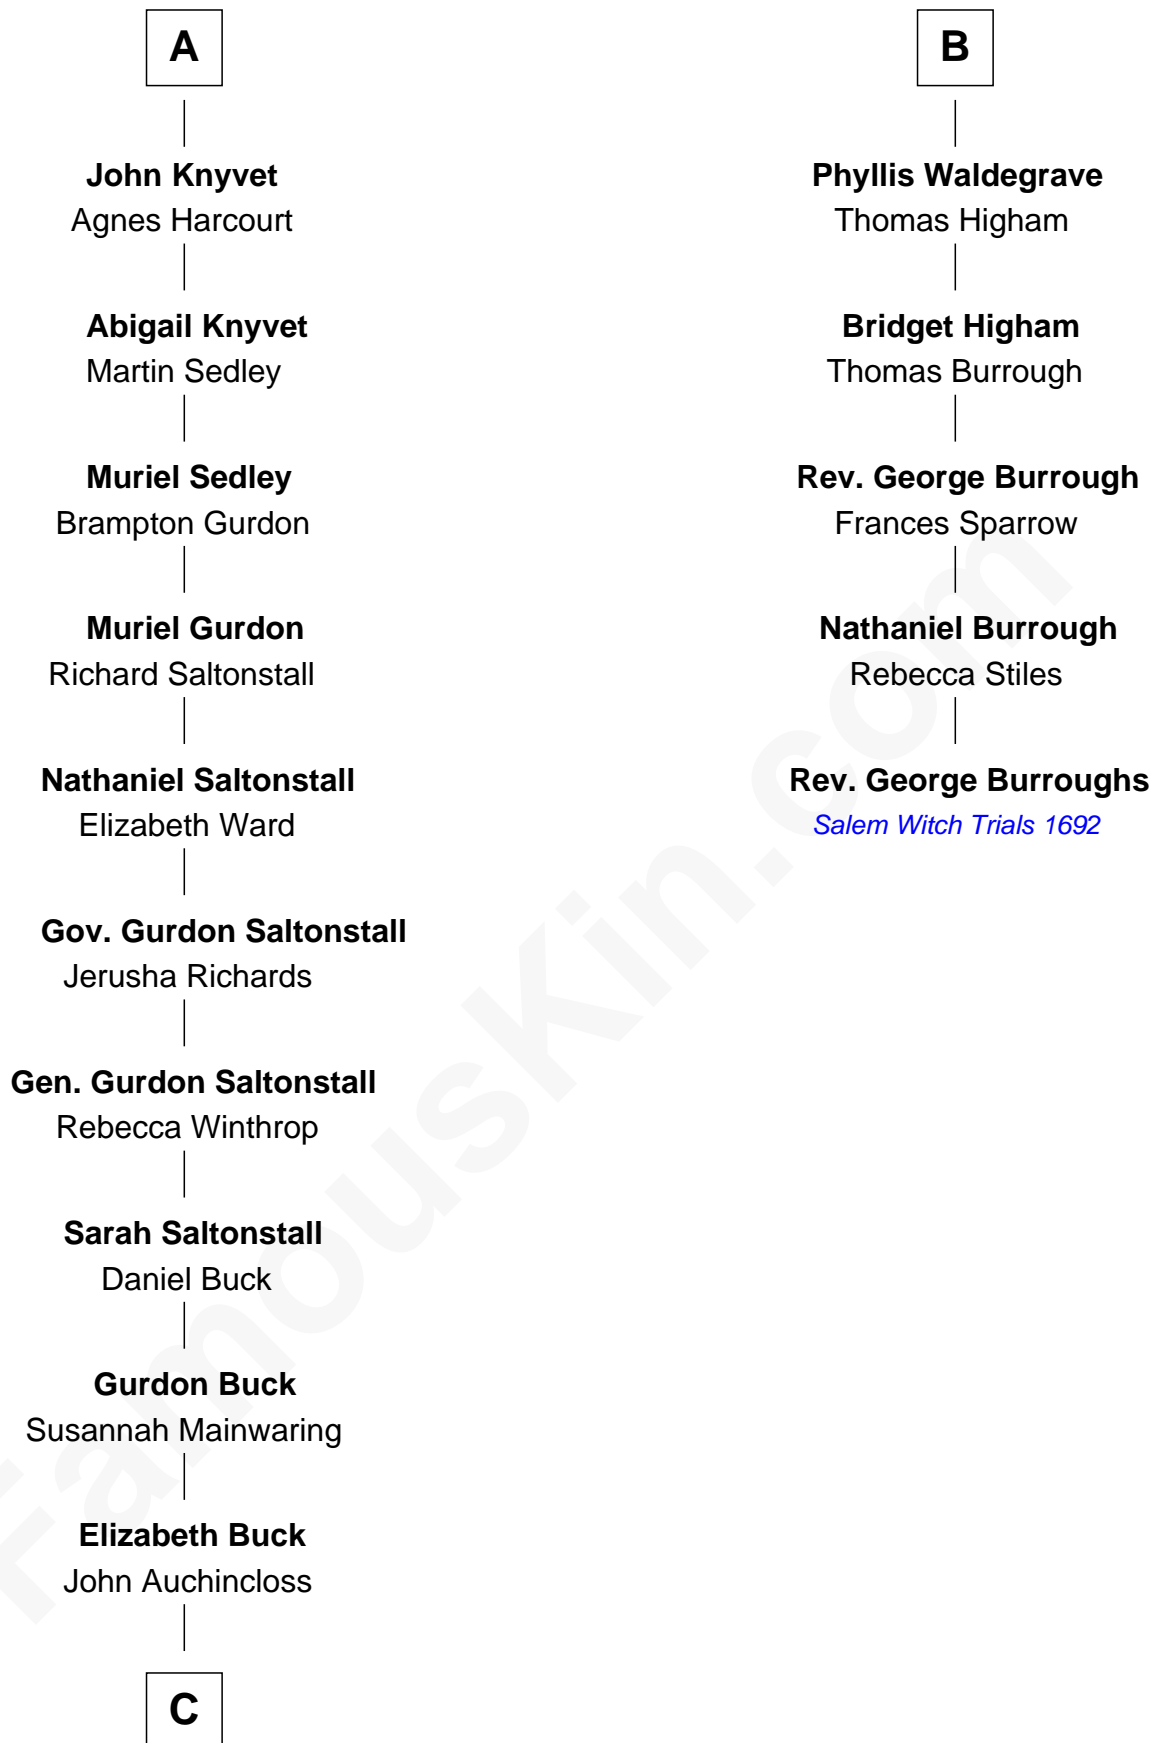 A
John Knyvet
Agnes Harcourt
Abigail Knyvet
Martin Sedley
Muriel Sedley
Brampton Gurdon
Muriel Gurdon
Richard Saltonstall
Nathaniel Saltonstall
Elizabeth Ward
Gov. Gurdon Saltonstall
Jerusha Richards
Gen. Gurdon Saltonstall
Rebecca Winthrop
Sarah Saltonstall
Daniel Buck
Gurdon Buck
Susannah Mainwaring
Elizabeth Buck
John Auchincloss
C
B
Phyllis Waldegrave
Thomas Higham
Bridget Higham
Thomas Burrough
Rev. George Burrough
Frances Sparrow
Nathaniel Burrough
Rebecca Stiles
Rev. George Burroughs
Salem Witch Trials 1692
FamousKin.com